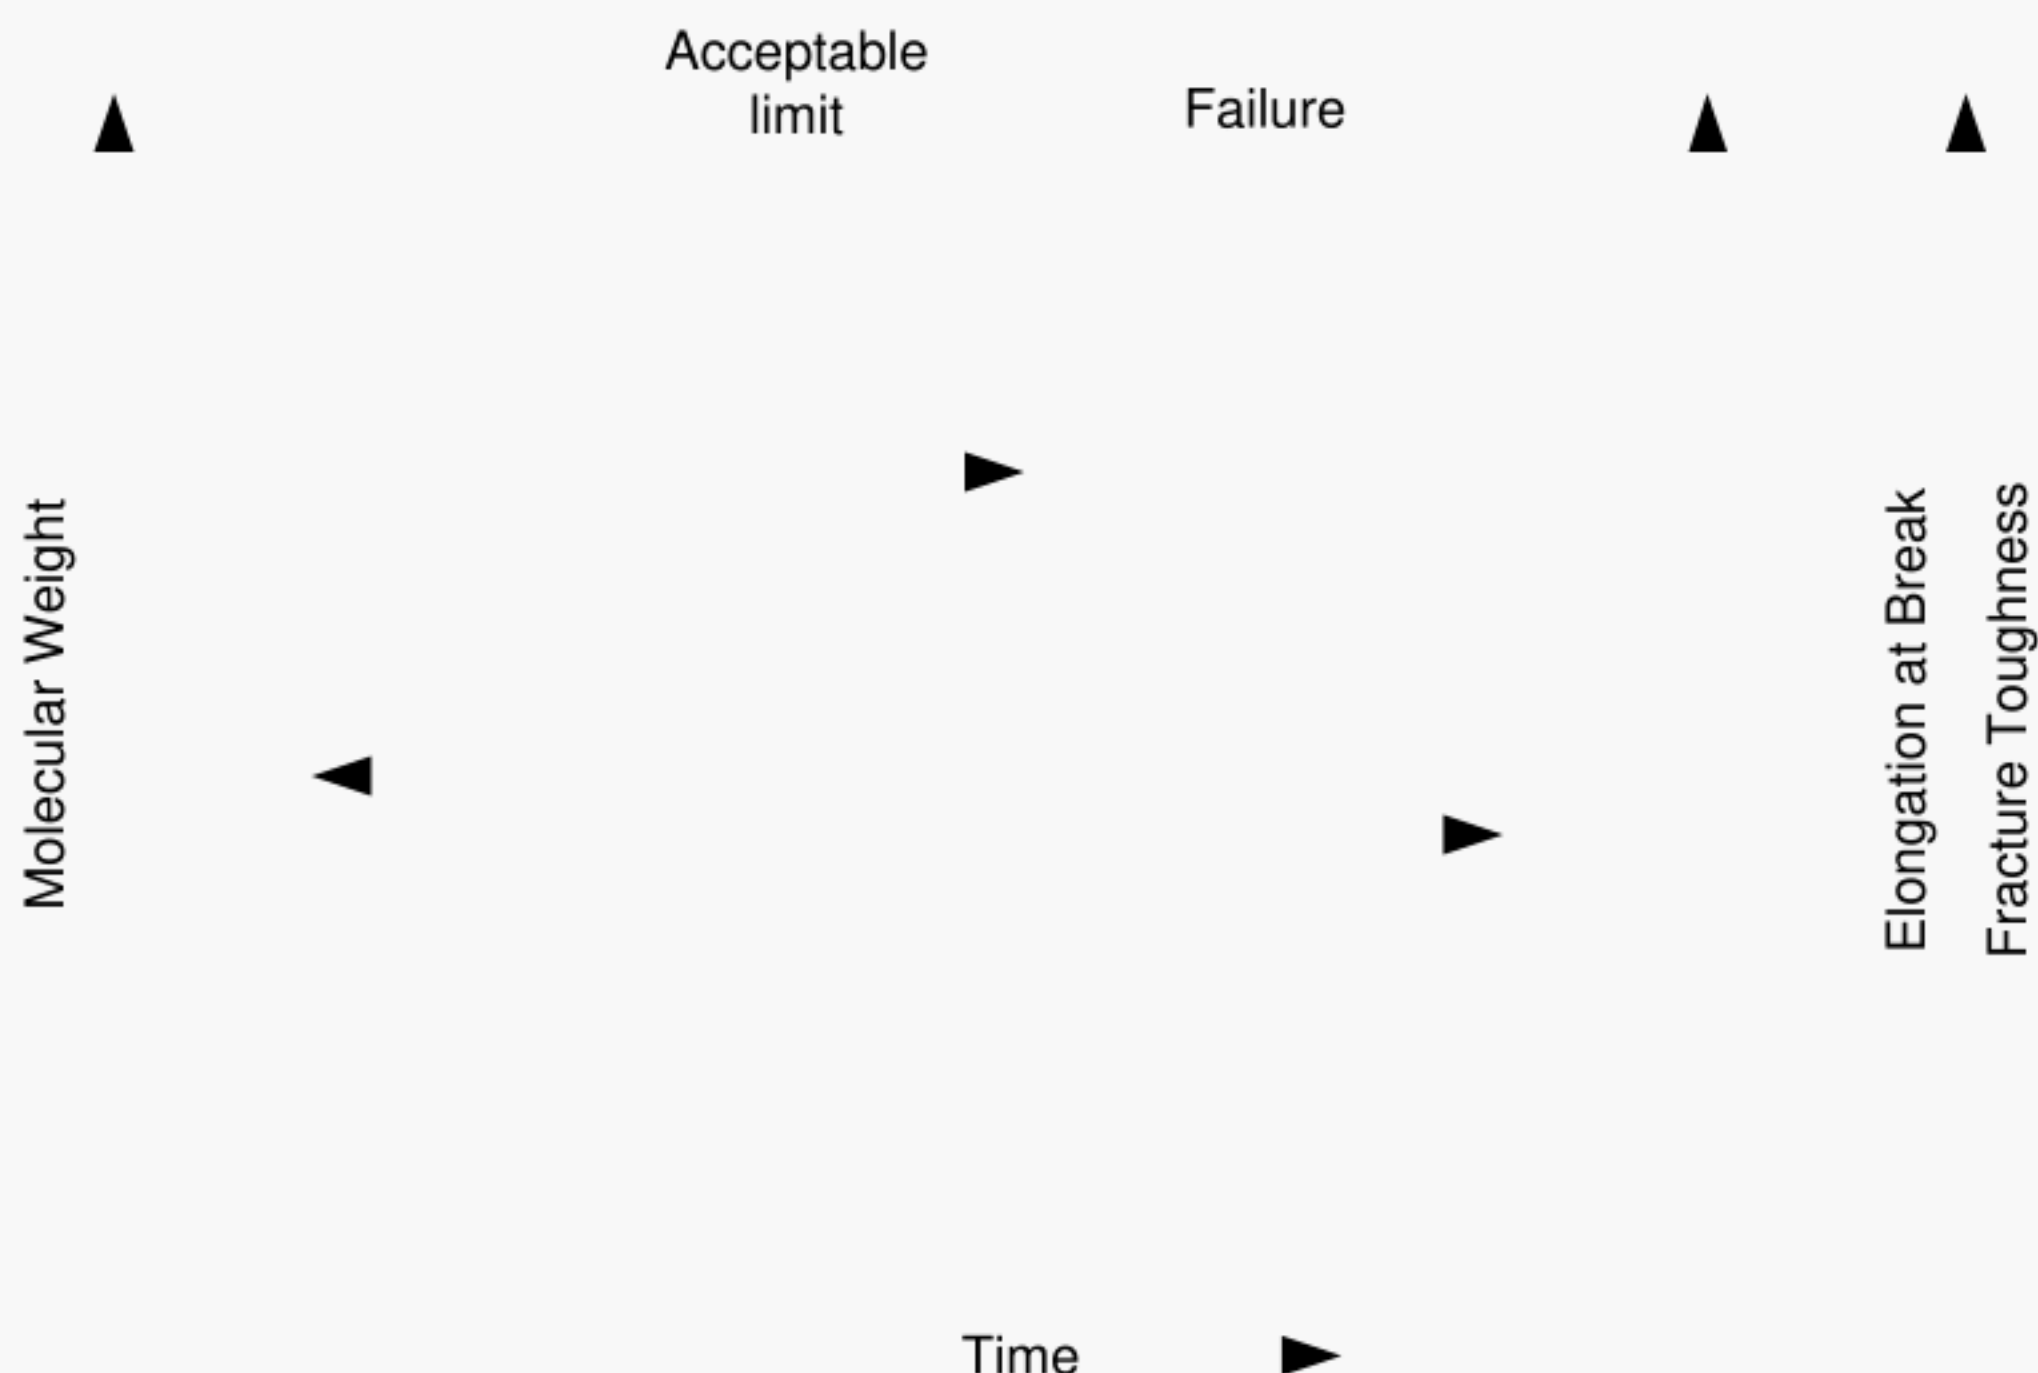 Acceptable
limit
Failure
Molecular Weight
Elongation at Break
Fracture Toughness
Time